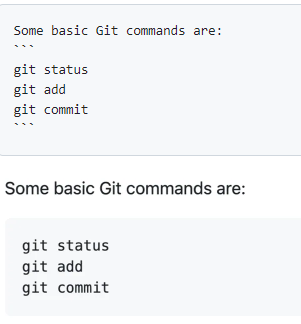 Some basic Git commands are:
```
git status
git add
git commit
```
Some basic Git commands are:
git status
git add
git commit